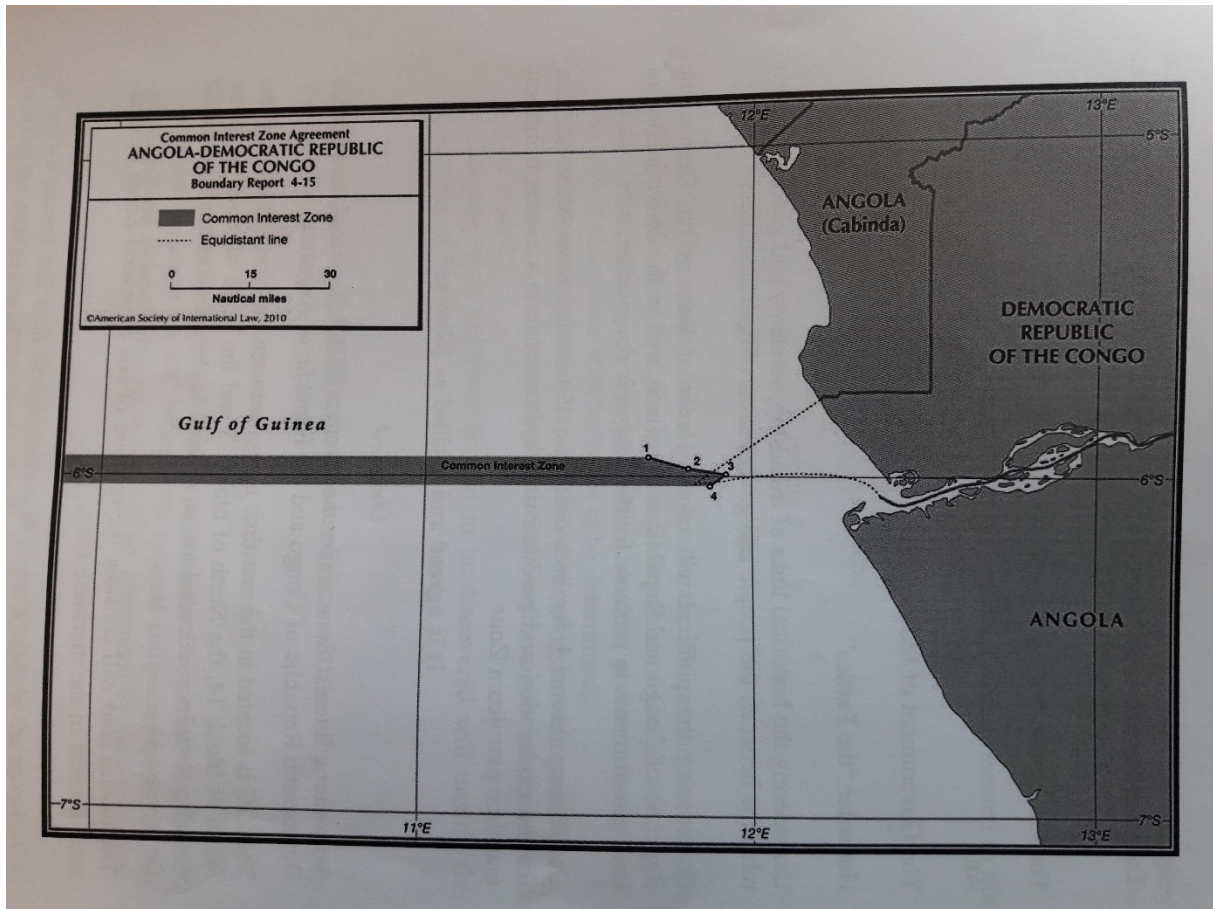 Common Interest Zone Agreement
ANGOLA-DEMOCRATIC REPUBLIC
OF THE CONGO
Boundary Report 4-15
Common Interest Zone
Equidistant line
0 15 30
Nautical miles
©American Society of International Law, 2010
12°E
13°E
5°S
ANGOLA
(Cabinda)
DEMOCRATIC
REPUBLIC
OF THE CONGO
Gulf of Guinea
1
2
3
4
Common Interest Zone
6°S
6°S
ANGOLA
7°S
7°S
11°E
12°E
13°E